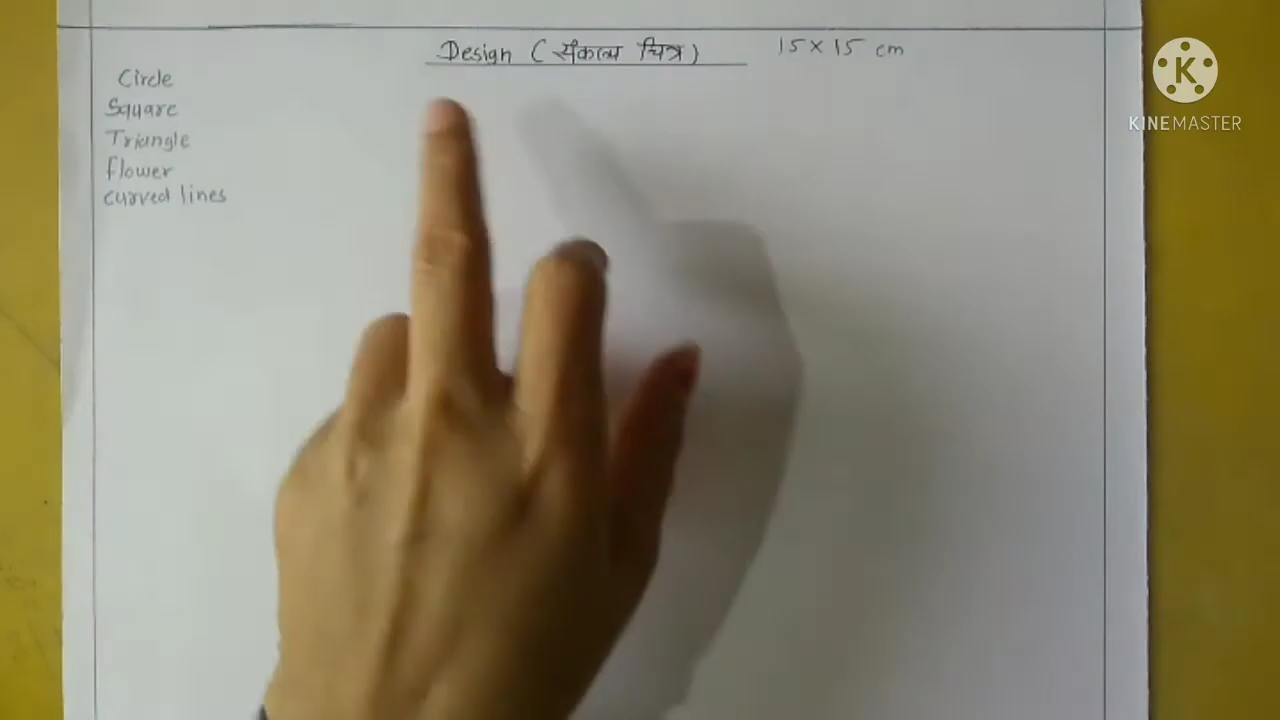 Design (संकल्प चित्र) 15×15 cm
Circle
Square
Triangle
flower
curved lines
K
KINEMASTER